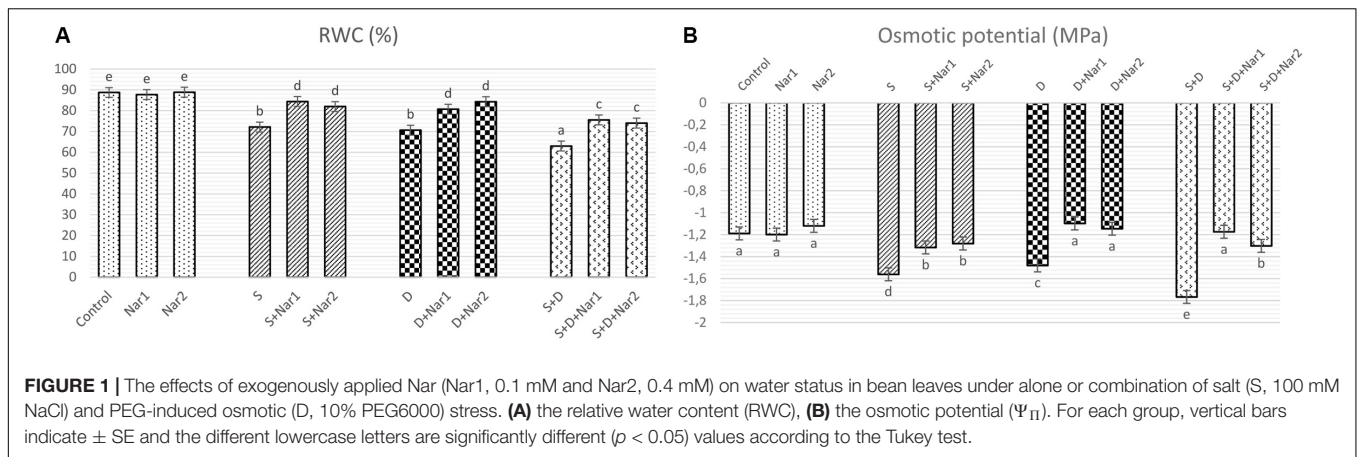 A
RWC (%)
100
90
80
70
60
50
40
30
20
10
0
e e e b d d b d d a c c
Control Nar1 Nar2 S S+Nar1 S+Nar2 D D+Nar1 D+Nar2 S+D S+D+Nar1 S+D+Nar2
B
Osmotic potential (MPa)
Control Nar1 Nar2 S S+Nar1 S+Nar2 D D+Nar1 D+Nar2 S+D S+D+Nar1 S+D+Nar2
0
-0,2
-0,4
-0,6
-0,8
-1
-1,2
-1,4
-1,6
-1,8
-2
a a a d b b c a a e a b
FIGURE 1 | The effects of exogenously applied Nar (Nar1, 0.1 mM and Nar2, 0.4 mM) on water status in bean leaves under alone or combination of salt (S, 100 mM
NaCl) and PEG-induced osmotic (D, 10% PEG6000) stress. (A) the relative water content (RWC), (B) the osmotic potential (Ψ_Π). For each group, vertical bars
indicate ± SE and the different lowercase letters are significantly different (p < 0.05) values according to the Tukey test.